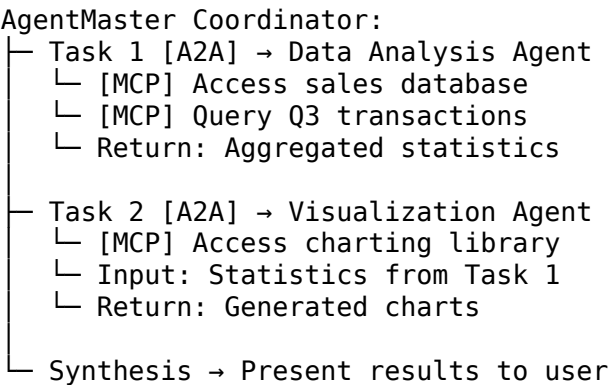 AgentMaster Coordinator:
├─ Task 1 [A2A] → Data Analysis Agent
│  └─ [MCP] Access sales database
│  └─ [MCP] Query Q3 transactions
│  └─ Return: Aggregated statistics
│
├─ Task 2 [A2A] → Visualization Agent
│  └─ [MCP] Access charting library
│  └─ Input: Statistics from Task 1
│  └─ Return: Generated charts
│
└─ Synthesis → Present results to user